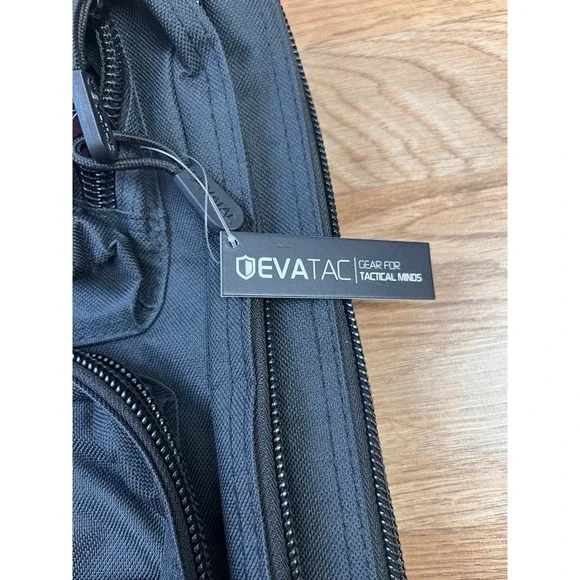 EVATAC
GEAR FOR
TACTICAL MINDS